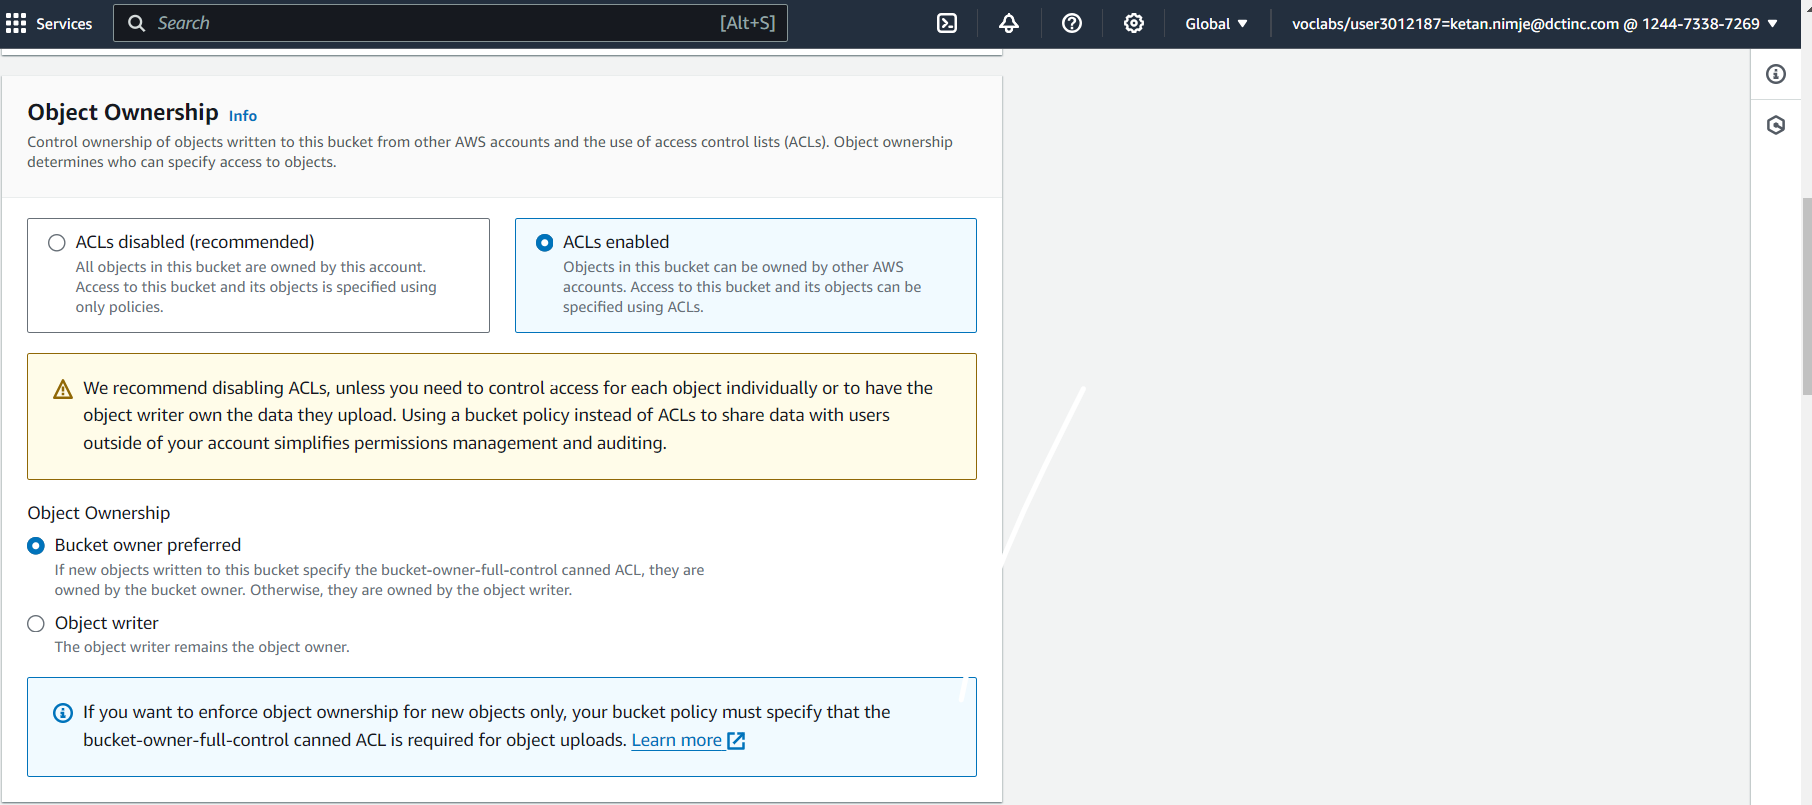 Services Search [Alt+S] Global voclabs/user3012187=ketan.nimje@dctinc.com @ 1244-7338-7269
Object Ownership Info
Control ownership of objects written to this bucket from other AWS accounts and the use of access control lists (ACLs). Object ownership
determines who can specify access to objects.
ACLs disabled (recommended)
All objects in this bucket are owned by this account.
Access to this bucket and its objects is specified using
only policies.
ACLs enabled
Objects in this bucket can be owned by other AWS
accounts. Access to this bucket and its objects can be
specified using ACLs.
We recommend disabling ACLs, unless you need to control access for each object individually or to have the
object writer own the data they upload. Using a bucket policy instead of ACLs to share data with users
outside of your account simplifies permissions management and auditing.
Object Ownership
Bucket owner preferred
If new objects written to this bucket specify the bucket-owner-full-control canned ACL, they are
owned by the bucket owner. Otherwise, they are owned by the object writer.
Object writer
The object writer remains the object owner.
If you want to enforce object ownership for new objects only, your bucket policy must specify that the
bucket-owner-full-control canned ACL is required for object uploads. Learn more